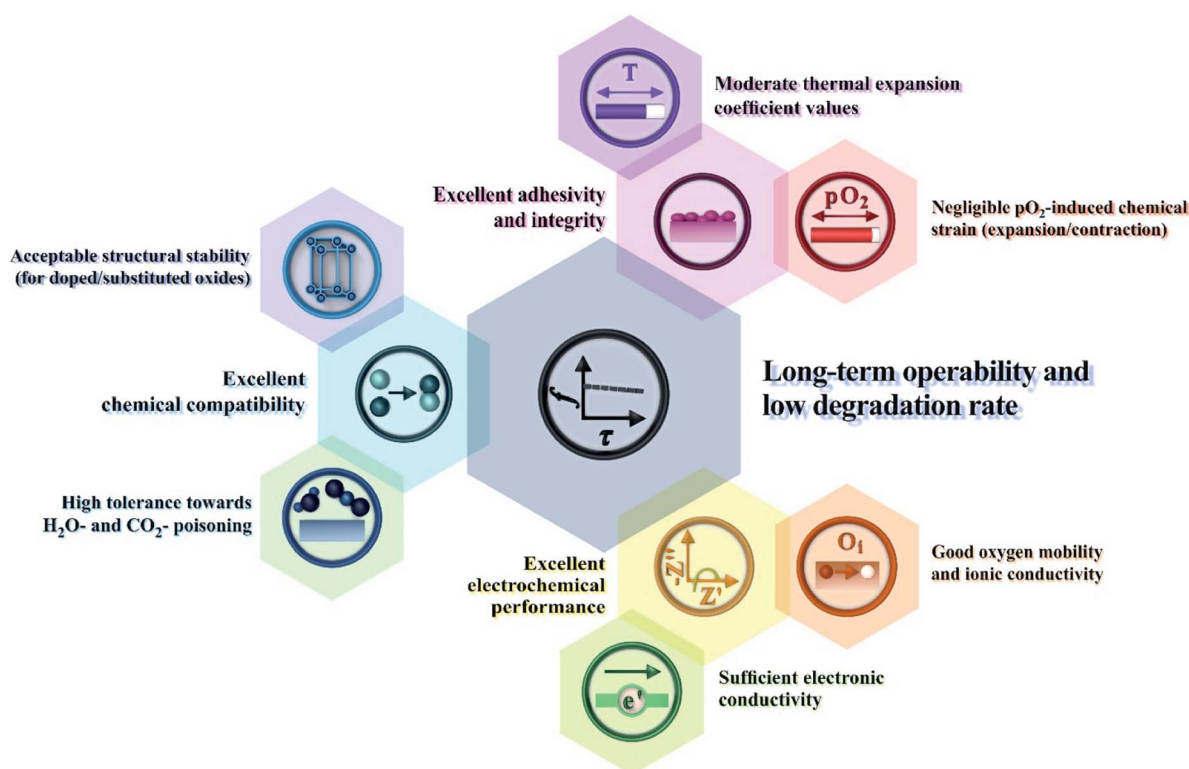 T
Moderate thermal expansion
coefficient values
Excellent adhesivity
and integrity
pO₂
Negligible pO₂-induced chemical
strain (expansion/contraction)
Acceptable structural stability
(for doped/substituted oxides)
Excellent
chemical compatibility
f
τ
Long-term operability and
low degradation rate
High tolerance towards
H₂O- and CO₂- poisoning
Excellent
electrochemical
performance
-Z''
Z'
Oᵢ
Good oxygen mobility
and ionic conductivity
e'
Sufficient electronic
conductivity